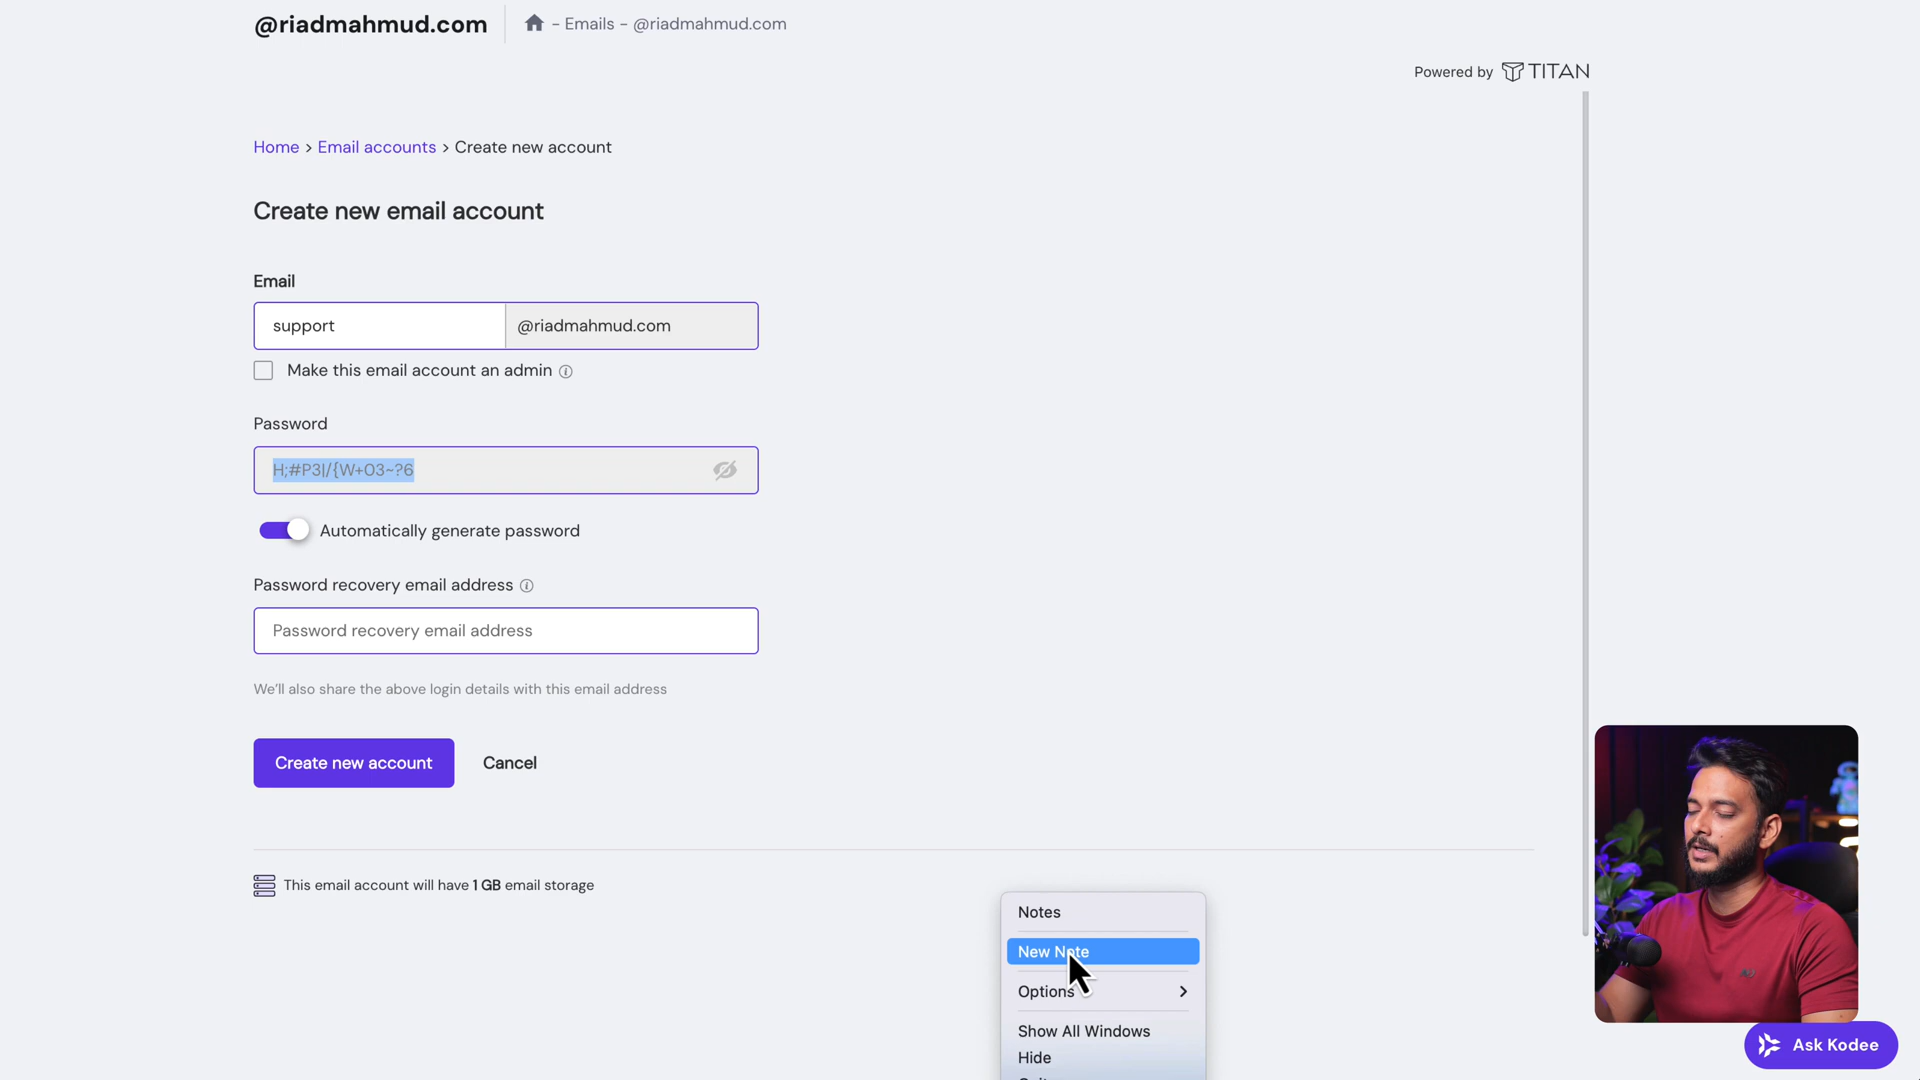 @riadmahmud.com
– Emails – @riadmahmud.com
Powered by TITAN
Home > Email accounts > Create new account
Create new email account
Email
support @riadmahmud.com
Make this email account an admin
Password
H;#P3|/{W+03~?6
Automatically generate password
Password recovery email address
Password recovery email address
We'll also share the above login details with this email address
Create new account Cancel
This email account will have 1 GB email storage
Notes
New Note
Options
Show All Windows
Hide
Ask Kodee